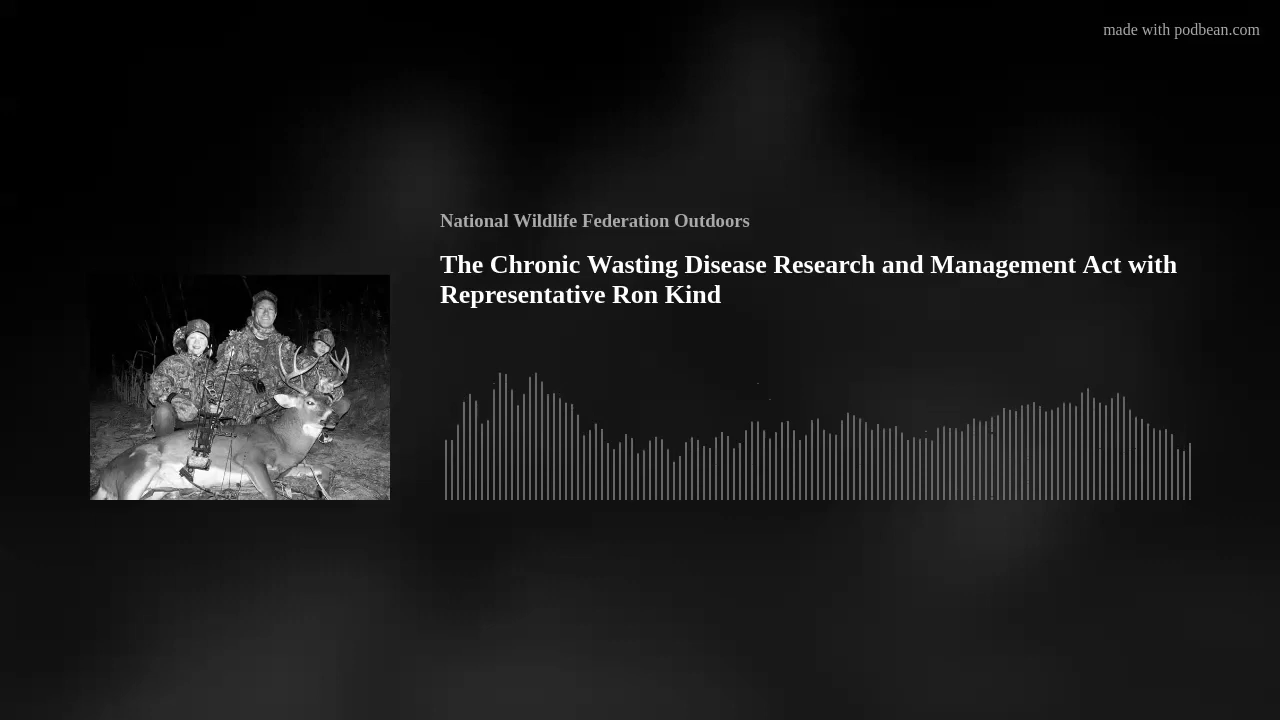 made with podbean.com
National Wildlife Federation Outdoors
The Chronic Wasting Disease Research and Management Act with
Representative Ron Kind